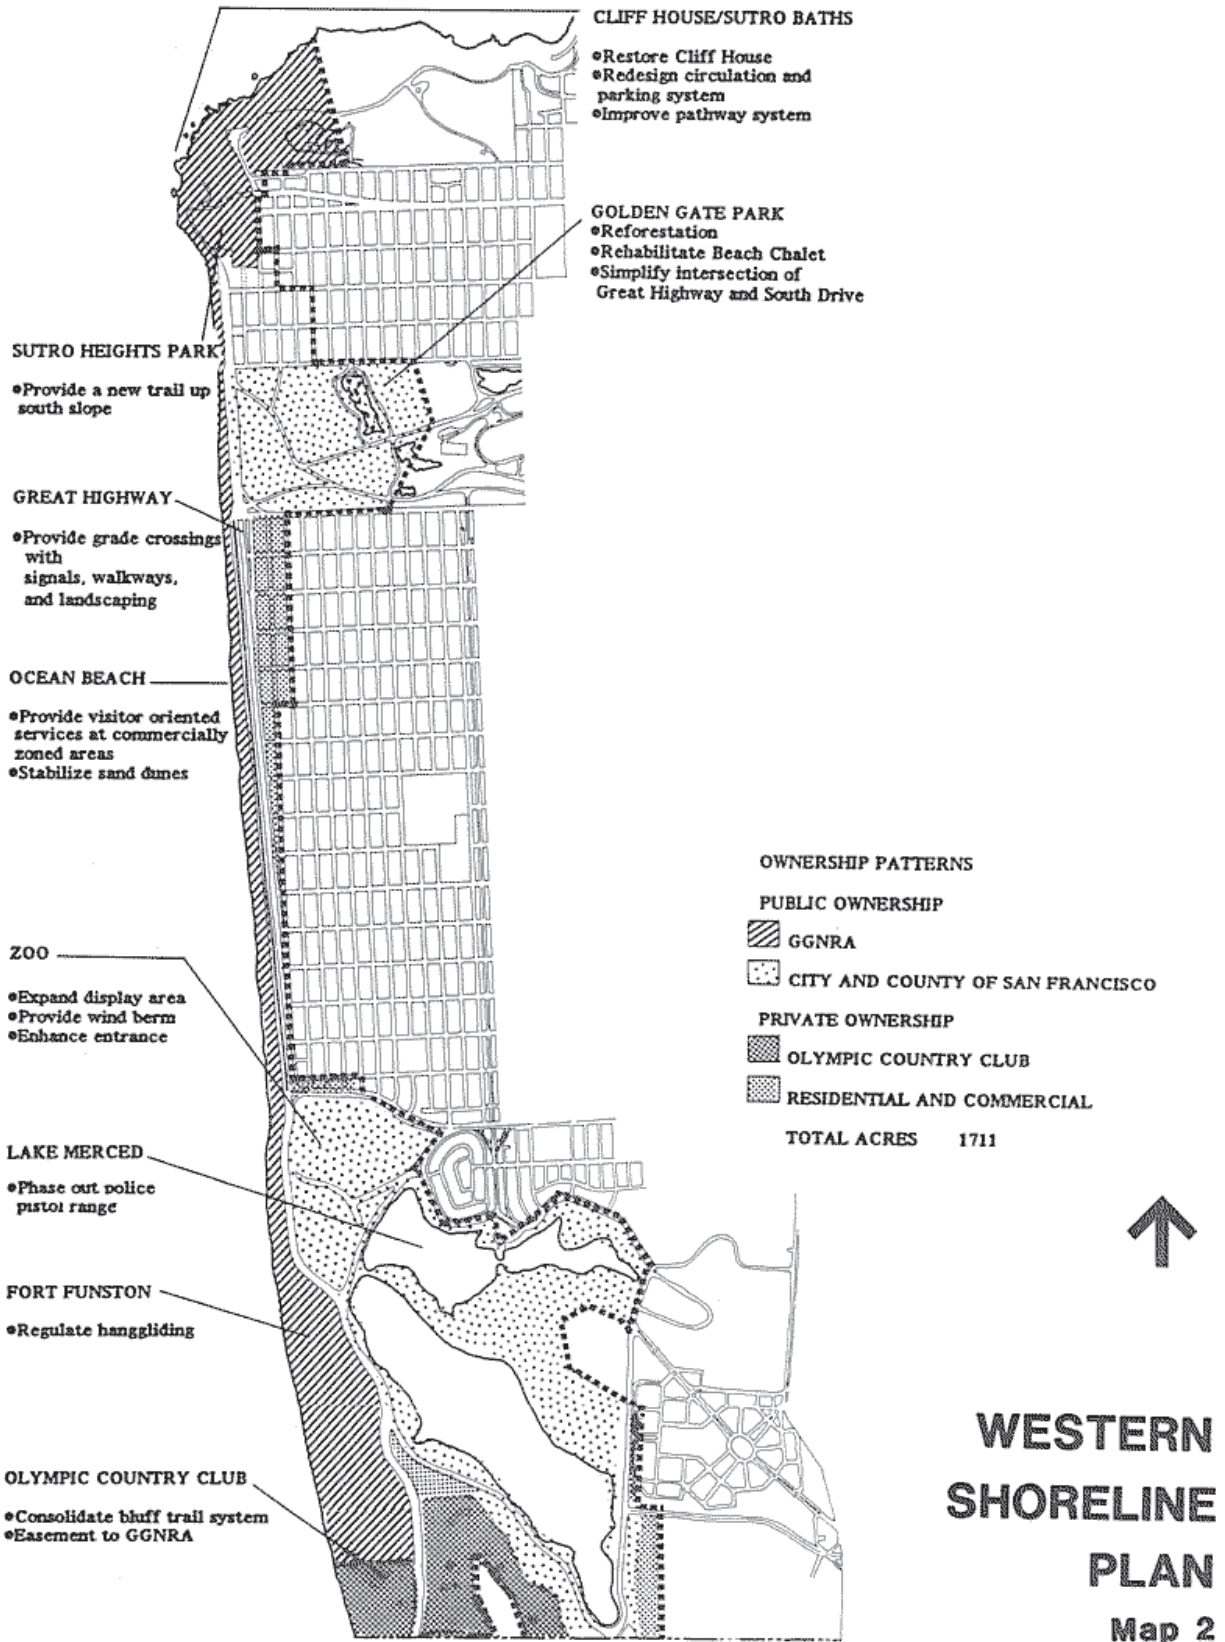 CLIFF HOUSE/SUTRO BATHS
•Restore Cliff House
•Redesign circulation and
parking system
•Improve pathway system
GOLDEN GATE PARK
•Reforestation
•Rehabilitate Beach Chalet
•Simplify intersection of
Great Highway and South Drive
SUTRO HEIGHTS PARK
•Provide a new trail up
south slope
GREAT HIGHWAY
•Provide grade crossings
with
signals, walkways,
and landscaping
OCEAN BEACH
•Provide visitor oriented
services at commercially
zoned areas
•Stabilize sand dunes
ZOO
•Expand display area
•Provide wind berm
•Enhance entrance
LAKE MERCED
•Phase out police
pistol range
FORT FUNSTON
•Regulate hanggliding
OLYMPIC COUNTRY CLUB
•Consolidate bluff trail system
•Easement to GGNRA
OWNERSHIP PATTERNS
PUBLIC OWNERSHIP
GGNRA
CITY AND COUNTY OF SAN FRANCISCO
PRIVATE OWNERSHIP
OLYMPIC COUNTRY CLUB
RESIDENTIAL AND COMMERCIAL
TOTAL ACRES 1711
WESTERN
SHORELINE
PLAN
Map 2